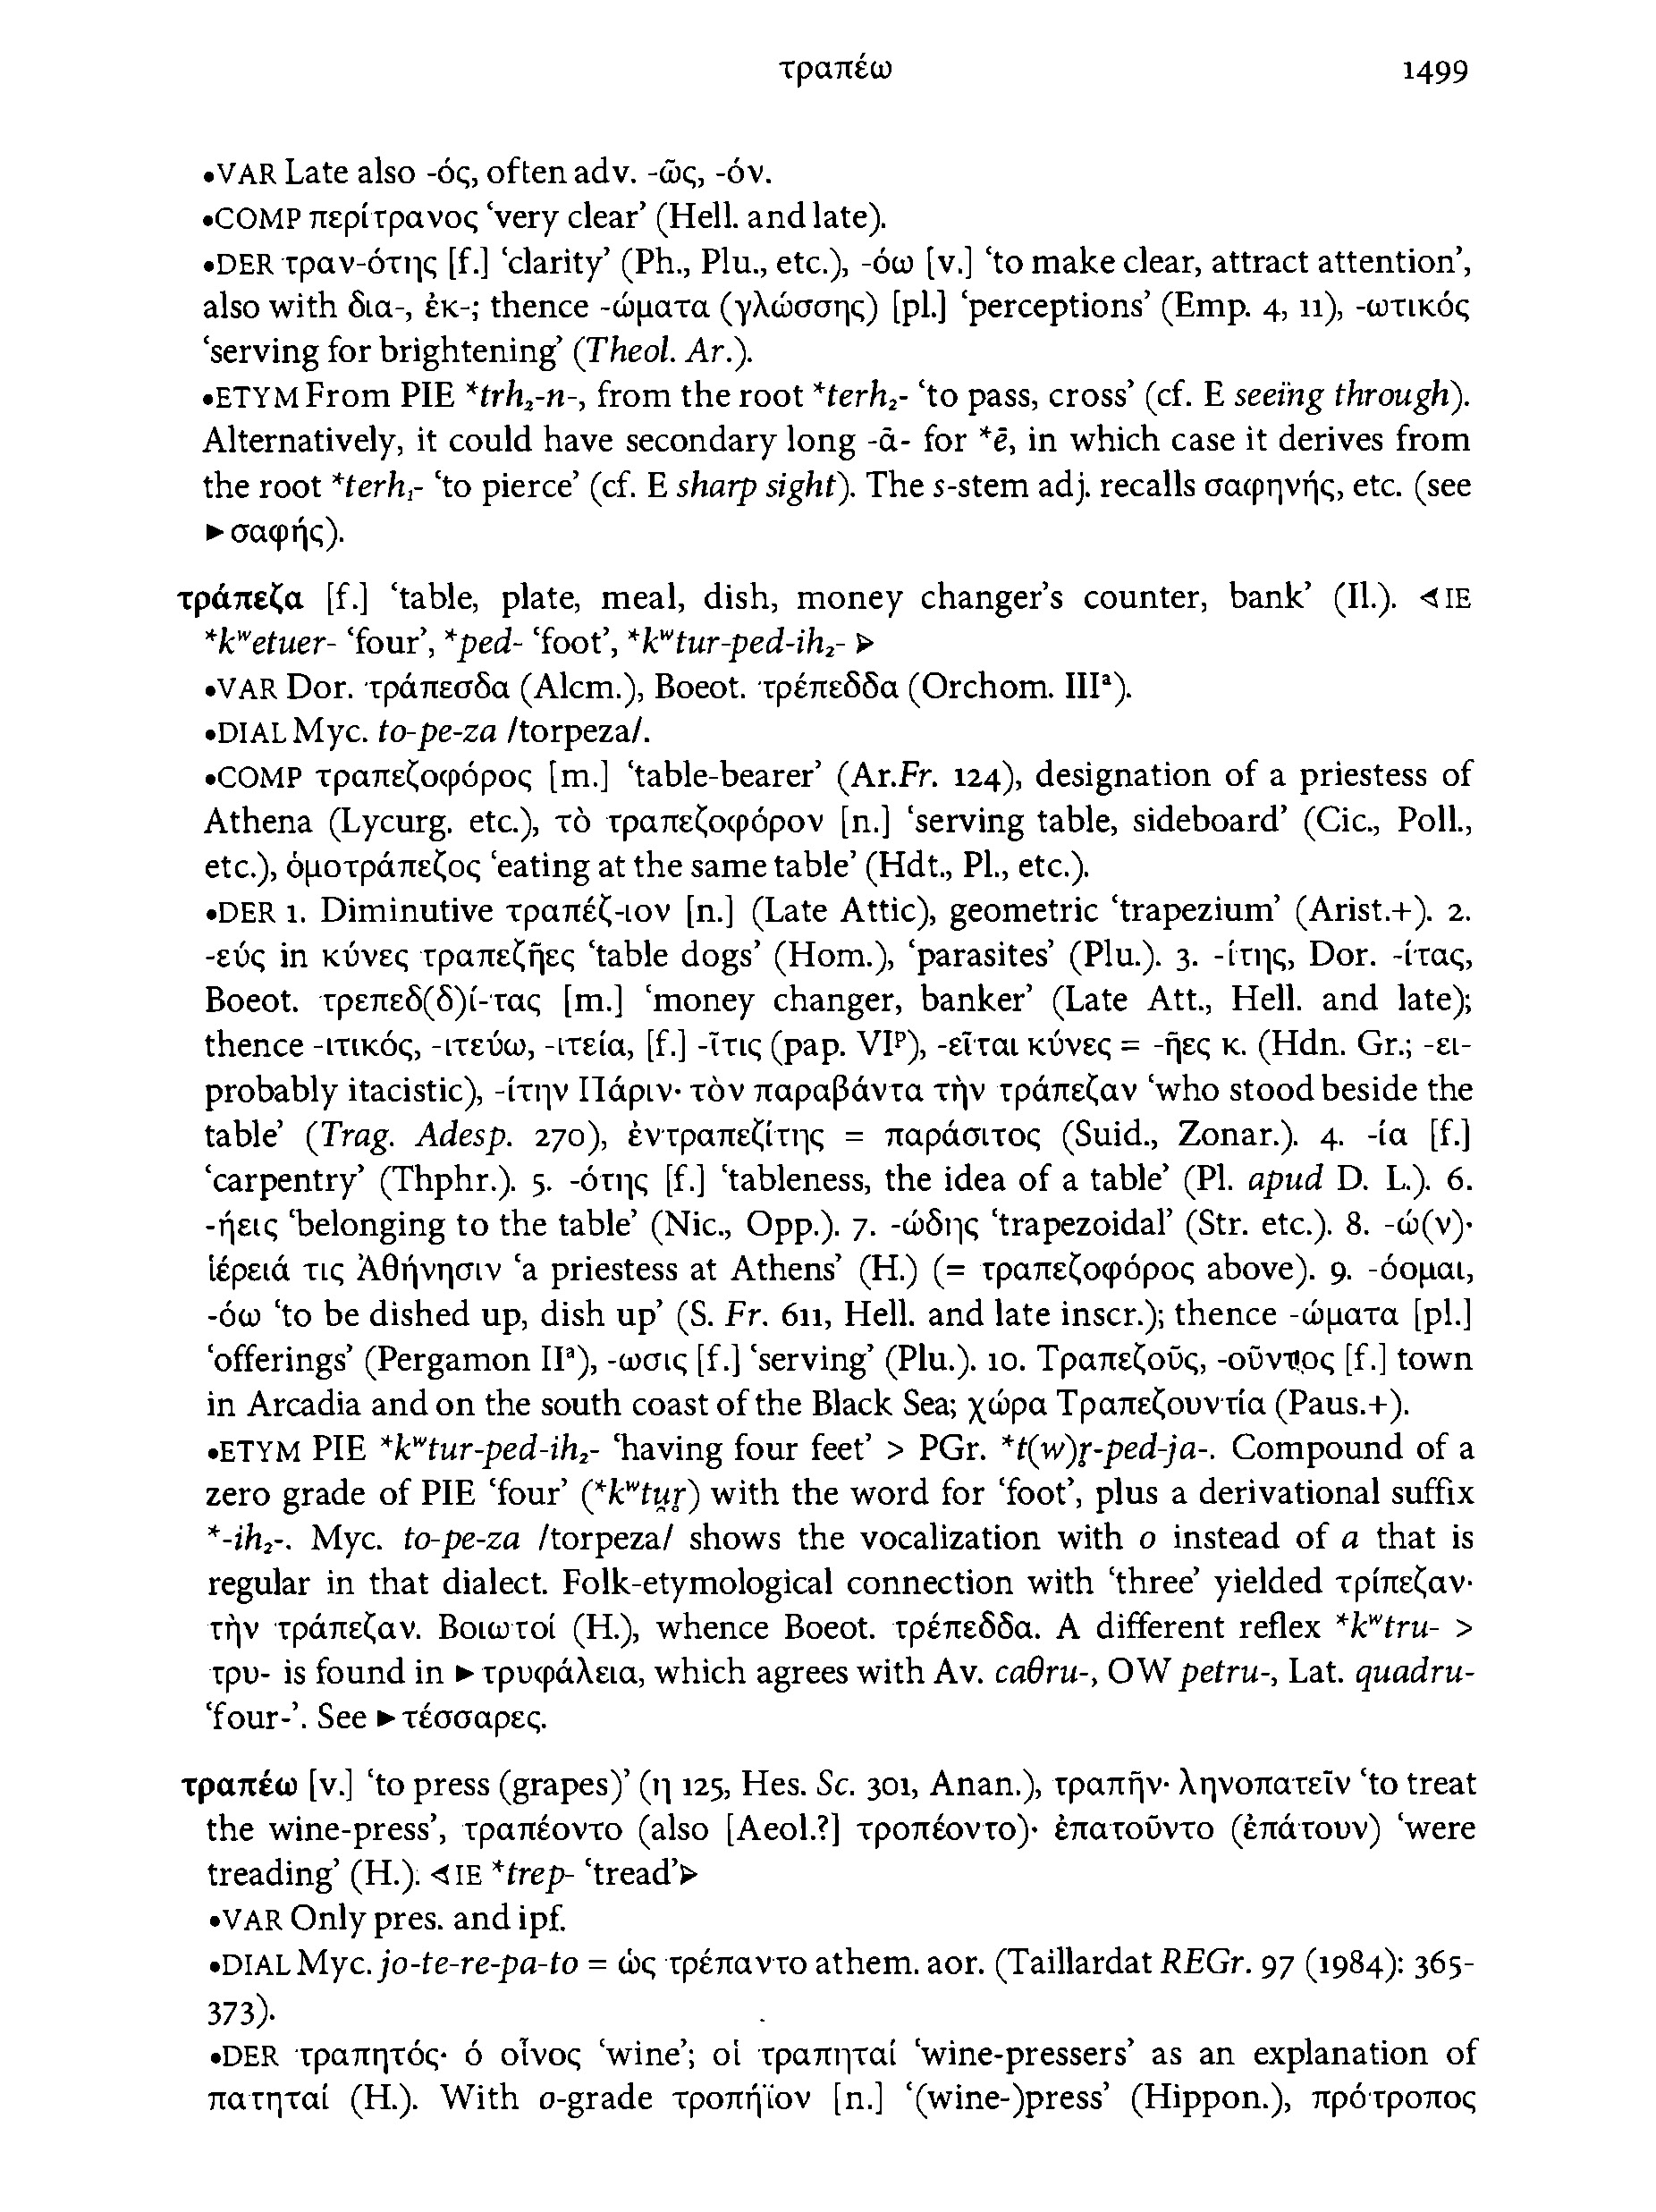 τραπέω 1499
•VAR Late also -ός, often adv. -ῶς, -όν.
•COMP περίτρανος ‘very clear’ (Hell. and late).
•DER τραν-ότης [f.] ‘clarity’ (Ph., Plu., etc.), -όω [v.] ‘to make clear, attract attention’,
also with δια-, ἐκ-; thence -ώματα (γλώσσης) [pl.] ‘perceptions’ (Emp. 4, 11), -ωτικός
‘serving for brightening’ (Theol. Ar.).
•ETYM From PIE *trh₂-n-, from the root *terh₂- ‘to pass, cross’ (cf. E seeing through).
Alternatively, it could have secondary long -ᾱ- for *ē, in which case it derives from
the root *terh₁- ‘to pierce’ (cf. E sharp sight). The s-stem adj. recalls σαφηνής, etc. (see
►σαφής).
τράπεζα [f.] ‘table, plate, meal, dish, money changer’s counter, bank’ (Il.). ⋖IE
*kʷetuer- ‘four’, *ped- ‘foot’, *kʷtur-ped-ih₂- ⋗
•VAR Dor. τράπεσδα (Alcm.), Boeot. τρέπεδδα (Orchom. IIIᵃ).
•DIAL Myc. to-pe-za /torpeza/.
•COMP τραπεζοφόρος [m.] ‘table-bearer’ (Ar.Fr. 124), designation of a priestess of
Athena (Lycurg. etc.), τὸ τραπεζοφόρον [n.] ‘serving table, sideboard’ (Cic., Poll.,
etc.), ὁμοτράπεζος ‘eating at the same table’ (Hdt., Pl., etc.).
•DER 1. Diminutive τραπέζ-ιον [n.] (Late Attic), geometric ‘trapezium’ (Arist.+). 2.
-εύς in κύνες τραπεζῆες ‘table dogs’ (Hom.), ‘parasites’ (Plu.). 3. -ίτης, Dor. -ίτας,
Boeot. τρεπεδ(δ)ί-τας [m.] ‘money changer, banker’ (Late Att., Hell. and late);
thence -ιτικός, -ιτεύω, -ιτεία, [f.] -ῖτις (pap. VIᵖ), -εῖται κύνες = -ῆες κ. (Hdn. Gr.; -ει-
probably itacistic), -ίτην Πάριν· τὸν παραβάντα τὴν τράπεζαν ‘who stood beside the
table’ (Trag. Adesp. 270), ἐντραπεζίτης = παράσιτος (Suid., Zonar.). 4. -ία [f.]
‘carpentry’ (Thphr.). 5. -ότης [f.] ‘tableness, the idea of a table’ (Pl. apud D. L.). 6.
-ήεις ‘belonging to the table’ (Nic., Opp.). 7. -ώδης ‘trapezoidal’ (Str. etc.). 8. -ώ(ν)·
ἱέρειά τις Ἀθήνησιν ‘a priestess at Athens’ (H.) (= τραπεζοφόρος above). 9. -όομαι,
-όω ‘to be dished up, dish up’ (S. Fr. 611, Hell. and late inscr.); thence -ώματα [pl.]
‘offerings’ (Pergamon IIᵃ), -ωσις [f.] ‘serving’ (Plu.). 10. Τραπεζοῦς, -οῦντος [f.] town
in Arcadia and on the south coast of the Black Sea; χώρα Τραπεζουντία (Paus.+).
•ETYM PIE *kʷtur-ped-ih₂- ‘having four feet’ > PGr. *t(w)r̥-ped-ja-. Compound of a
zero grade of PIE ‘four’ (*kʷtu̯r̥) with the word for ‘foot’, plus a derivational suffix
*-ih₂-. Myc. to-pe-za /torpeza/ shows the vocalization with o instead of a that is
regular in that dialect. Folk-etymological connection with ‘three’ yielded τρίπεζαν·
τὴν τράπεζαν. Βοιωτοί (H.), whence Boeot. τρέπεδδα. A different reflex *kʷtru- >
τρυ- is found in ►τρυφάλεια, which agrees with Av. caθru-, OW petru-, Lat. quadru-
‘four-’. See ►τέσσαρες.
τραπέω [v.] ‘to press (grapes)’ (η 125, Hes. Sc. 301, Anan.), τραπῆν· ληνοπατεῖν ‘to treat
the wine-press’, τραπέοντο (also [Aeol.?] τροπέοντο)· ἐπατοῦντο (ἐπάτουν) ‘were
treading’ (H.). ⋖IE *trep- ‘tread’⋗
•VAR Only pres. and ipf.
•DIAL Myc. jo-te-re-pa-to = ὡς τρέπαντο athem. aor. (Taillardat REGr. 97 (1984): 365-
373).
•DER τραπητός· ὁ οἶνος ‘wine’; οἱ τραπηταί ‘wine-pressers’ as an explanation of
πατηταί (H.). With o-grade τροπήϊον [n.] ‘(wine-)press’ (Hippon.), πρότροπος